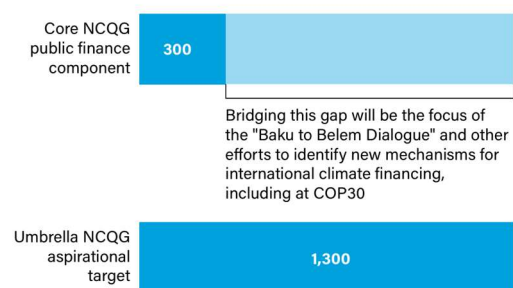 Core NCQG
public finance
component
300
Bridging this gap will be the focus of
the "Baku to Belem Dialogue" and other
efforts to identify new mechanisms for
international climate financing,
including at COP30
Umbrella NCQG
aspirational
target
1,300